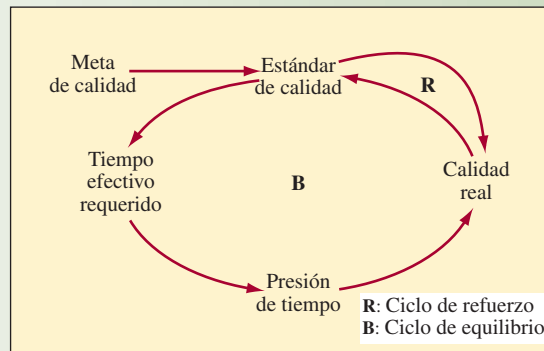 Meta
de calidad
Estándar
de calidad
R
Tiempo
efectivo
requerido
B
Calidad
real
Presión
de tiempo
R: Ciclo de refuerzo
B: Ciclo de equilibrio